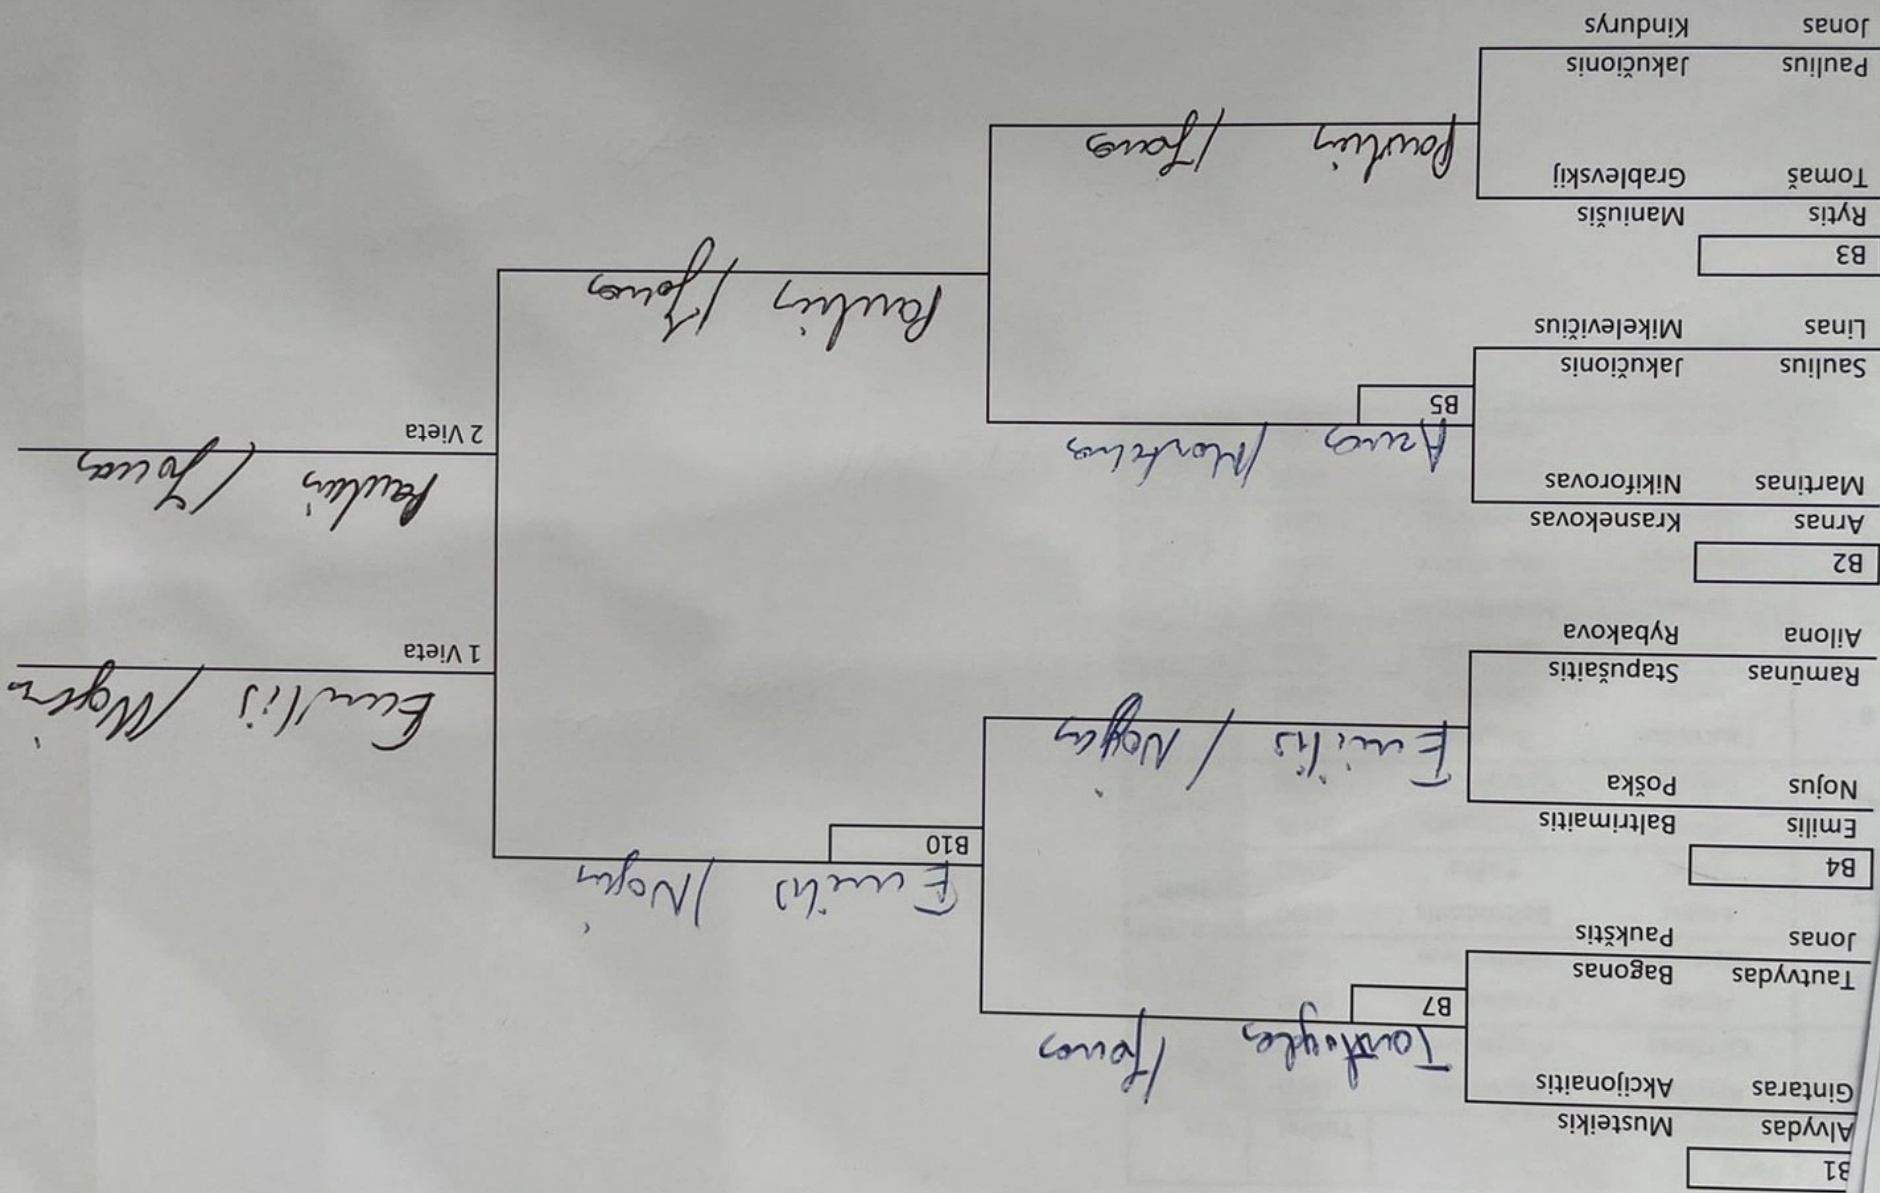 B1
Alvydas Musteikis
Gintaras Akcijonaitis
Tautvydas / Jonas
B7
Tautvydas Bagonas
Jonas Paukštis
Emilis / Nojus
B10
B4
Emilis Baltrimaitis
Nojus Poška
Emilis / Nojus
Ramūnas Stapušaitis
Ailona Rybakova
Emilis / Nojus
1 Vieta
B2
Arnas Krasnekovas
Martinas Nikiforovas
Paulius / Jonas
2 Vieta
Arnas / Martinas
B5
Saulius Jakučionis
Linas Mikelevičius
Paulius / Jonas
B3
Rytis Maniušis
Tomaš Grablevskij
Paulius / Jonas
Paulius Jakučionis
Jonas Kindurys